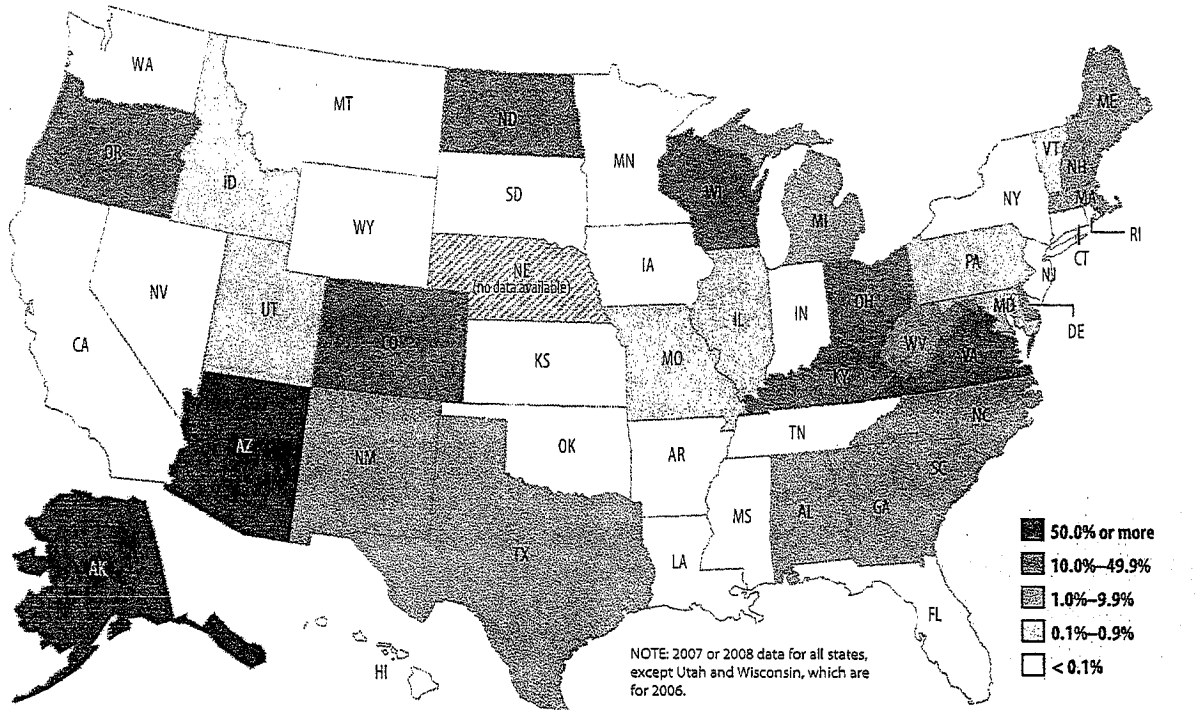 WA
MT
ND
MN
ME
VT
NH
MA
RI
CT
OR
ID
SD
WI
MI
NY
WY
IA
PA
NJ
NE
(no data available)
NV
UT
CO
IL
IN
OH
MD
DE
CA
KS
MO
KY
WV
VA
AZ
NM
OK
AR
TN
NC
SC
TX
LA
MS
AL
GA
FL
AK
HI
50.0% or more
10.0%–49.9%
1.0%–9.9%
0.1%–0.9%
< 0.1%
NOTE: 2007 or 2008 data for all states,
except Utah and Wisconsin, which are
for 2006.